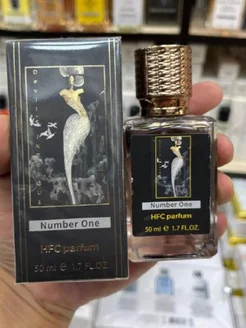 Number One
HFC parfum
50 ml ℮ 1.7 FL.OZ.
Number One
HFC parfum
50 ml ℮ 1.7 FL.OZ.